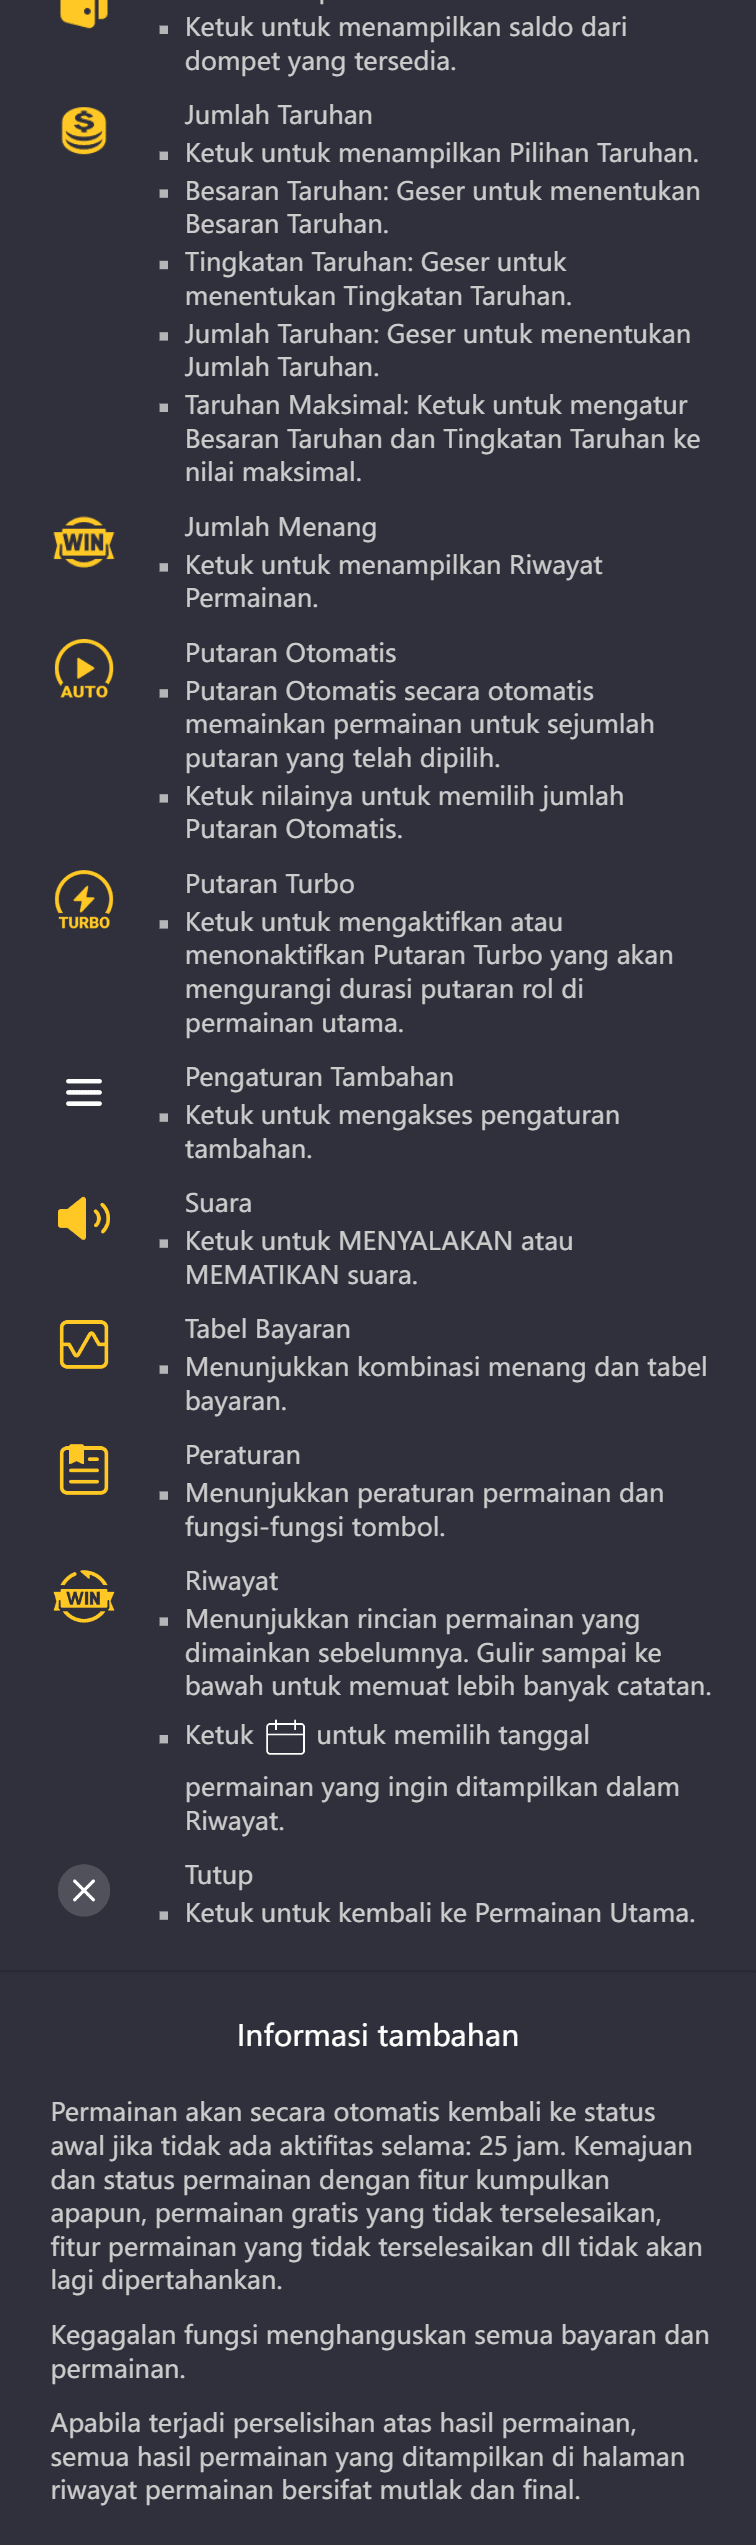 Ketuk untuk menampilkan saldo dari
dompet yang tersedia.
Jumlah Taruhan
Ketuk untuk menampilkan Pilihan Taruhan.
Besaran Taruhan: Geser untuk menentukan
Besaran Taruhan.
Tingkatan Taruhan: Geser untuk
menentukan Tingkatan Taruhan.
Jumlah Taruhan: Geser untuk menentukan
Jumlah Taruhan.
Taruhan Maksimal: Ketuk untuk mengatur
Besaran Taruhan dan Tingkatan Taruhan ke
nilai maksimal.
WIN
Jumlah Menang
Ketuk untuk menampilkan Riwayat
Permainan.
AUTO
Putaran Otomatis
Putaran Otomatis secara otomatis
memainkan permainan untuk sejumlah
putaran yang telah dipilih.
Ketuk nilainya untuk memilih jumlah
Putaran Otomatis.
TURBO
Putaran Turbo
Ketuk untuk mengaktifkan atau
menonaktifkan Putaran Turbo yang akan
mengurangi durasi putaran rol di
permainan utama.
Pengaturan Tambahan
Ketuk untuk mengakses pengaturan
tambahan.
Suara
Ketuk untuk MENYALAKAN atau
MEMATIKAN suara.
Tabel Bayaran
Menunjukkan kombinasi menang dan tabel
bayaran.
Peraturan
Menunjukkan peraturan permainan dan
fungsi-fungsi tombol.
WIN
Riwayat
Menunjukkan rincian permainan yang
dimainkan sebelumnya. Gulir sampai ke
bawah untuk memuat lebih banyak catatan.
Ketuk untuk memilih tanggal
permainan yang ingin ditampilkan dalam
Riwayat.
Tutup
Ketuk untuk kembali ke Permainan Utama.
Informasi tambahan
Permainan akan secara otomatis kembali ke status
awal jika tidak ada aktifitas selama: 25 jam. Kemajuan
dan status permainan dengan fitur kumpulkan
apapun, permainan gratis yang tidak terselesaikan,
fitur permainan yang tidak terselesaikan dll tidak akan
lagi dipertahankan.
Kegagalan fungsi menghanguskan semua bayaran dan
permainan.
Apabila terjadi perselisihan atas hasil permainan,
semua hasil permainan yang ditampilkan di halaman
riwayat permainan bersifat mutlak dan final.